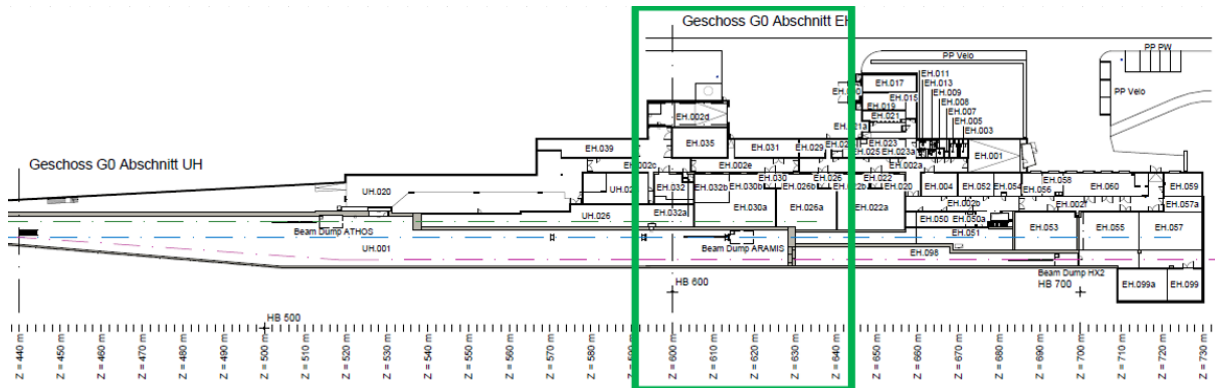 Geschoss G0 Abschnitt EH
PP Velo
PP PW
PP Velo
EH.017
EH.011
EH.013
EH.009
EH.008
EH.007
EH.005
EH.003
EH.015
EH.019
EH.021
EH.002d
EH.035
EH.039
EH.031
EH.029
EH.025
EH.023
EH.023a
EH.001
Geschoss G0 Abschnitt UH
EH.002c
EH.002e
EH.002a
UH.020
EH.032
EH.032b
EH.030
EH.030b
EH.026
EH.026b
EH.022b
EH.022
EH.020
EH.004
EH.052
EH.054
EH.056
EH.058
EH.060
EH.059
UH.026
EH.032a
EH.030a
EH.026a
EH.022a
EH.002b
EH.002f
EH.057a
EH.050
EH.050a
EH.051
EH.053
EH.055
EH.057
Beam Dump ATHOS
UH.001
Beam Dump ARAMIS
EH.098
Beam Dump HX2
EH.099a
EH.099
HB 500
HB 600
HB 700
Z = 440 m
Z = 450 m
Z = 460 m
Z = 470 m
Z = 480 m
Z = 490 m
Z = 500 m
Z = 510 m
Z = 520 m
Z = 530 m
Z = 540 m
Z = 550 m
Z = 560 m
Z = 570 m
Z = 580 m
Z = 590 m
Z = 600 m
Z = 610 m
Z = 620 m
Z = 630 m
Z = 640 m
Z = 650 m
Z = 660 m
Z = 670 m
Z = 680 m
Z = 690 m
Z = 700 m
Z = 710 m
Z = 720 m
Z = 730 m